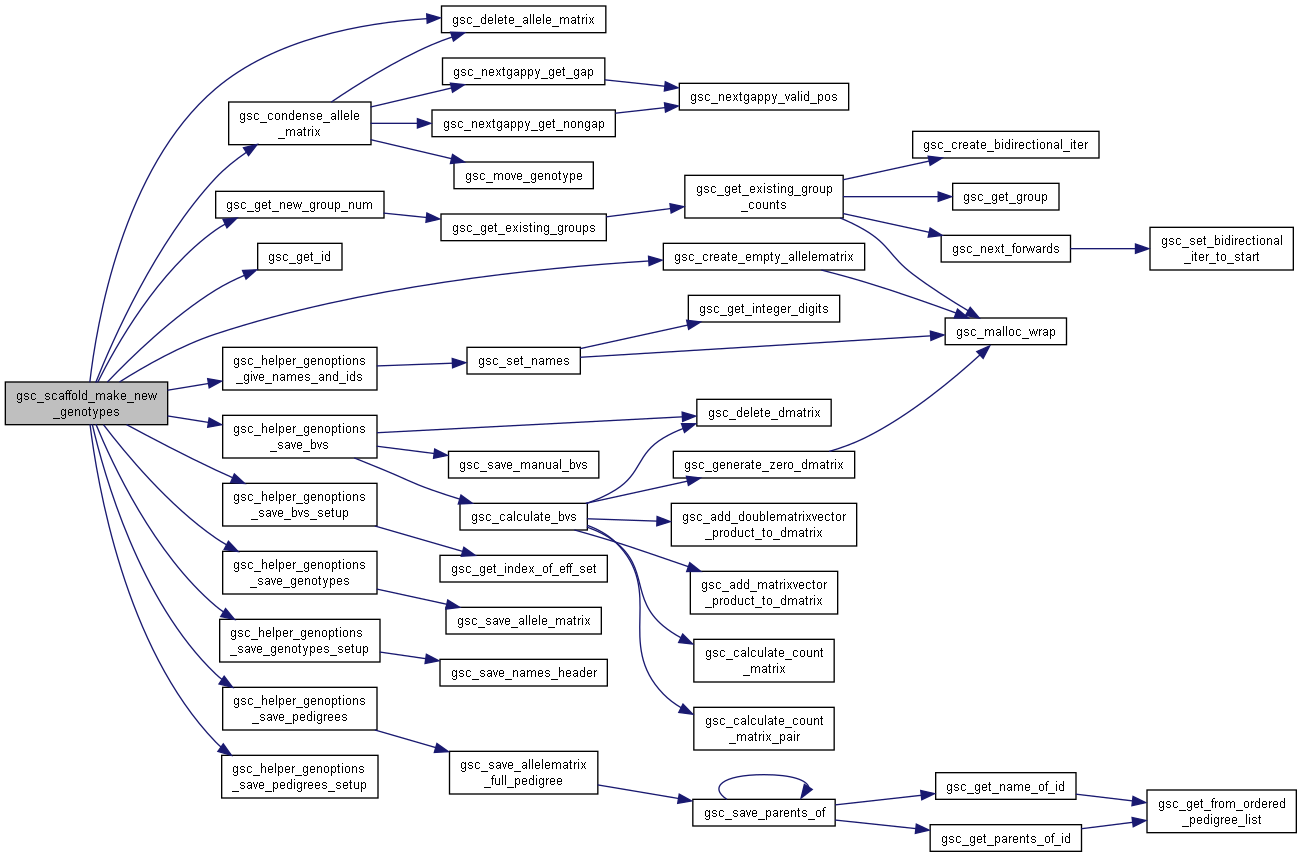 gsc_scaffold_make_new
_genotypes
gsc_delete_allele_matrix
gsc_condense_allele
_matrix
gsc_nextgappy_get_gap
gsc_nextgappy_get_nongap
gsc_nextgappy_valid_pos
gsc_move_genotype
gsc_get_new_group_num
gsc_get_existing_groups
gsc_get_existing_group
_counts
gsc_create_bidirectional_iter
gsc_get_group
gsc_next_forwards
gsc_set_bidirectional
_iter_to_start
gsc_get_id
gsc_create_empty_allelematrix
gsc_malloc_wrap
gsc_helper_genoptions
_give_names_and_ids
gsc_set_names
gsc_get_integer_digits
gsc_helper_genoptions
_save_bvs
gsc_delete_dmatrix
gsc_save_manual_bvs
gsc_calculate_bvs
gsc_generate_zero_dmatrix
gsc_add_doublematrixvector
_product_to_dmatrix
gsc_add_matrixvector
_product_to_dmatrix
gsc_calculate_count
_matrix
gsc_calculate_count
_matrix_pair
gsc_helper_genoptions
_save_bvs_setup
gsc_get_index_of_eff_set
gsc_helper_genoptions
_save_genotypes
gsc_save_allele_matrix
gsc_helper_genoptions
_save_genotypes_setup
gsc_save_names_header
gsc_helper_genoptions
_save_pedigrees
gsc_save_allelematrix
_full_pedigree
gsc_save_parents_of
gsc_get_name_of_id
gsc_get_parents_of_id
gsc_get_from_ordered
_pedigree_list
gsc_helper_genoptions
_save_pedigrees_setup